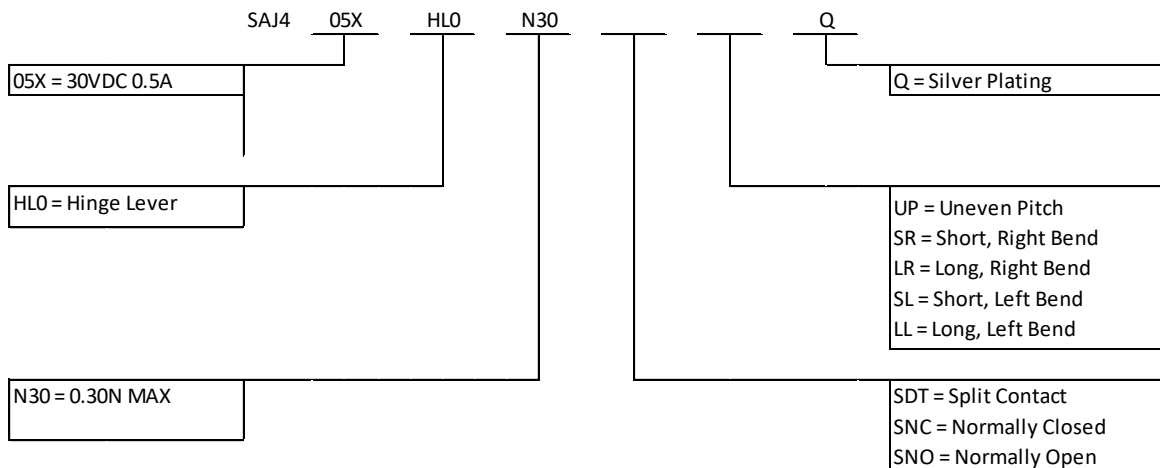 SAJ4 05X HL0 N30 Q
05X = 30VDC 0.5A
Q = Silver Plating
HL0 = Hinge Lever
UP = Uneven Pitch
SR = Short, Right Bend
LR = Long, Right Bend
SL = Short, Left Bend
LL = Long, Left Bend
N30 = 0.30N MAX
SDT = Split Contact
SNC = Normally Closed
SNO = Normally Open